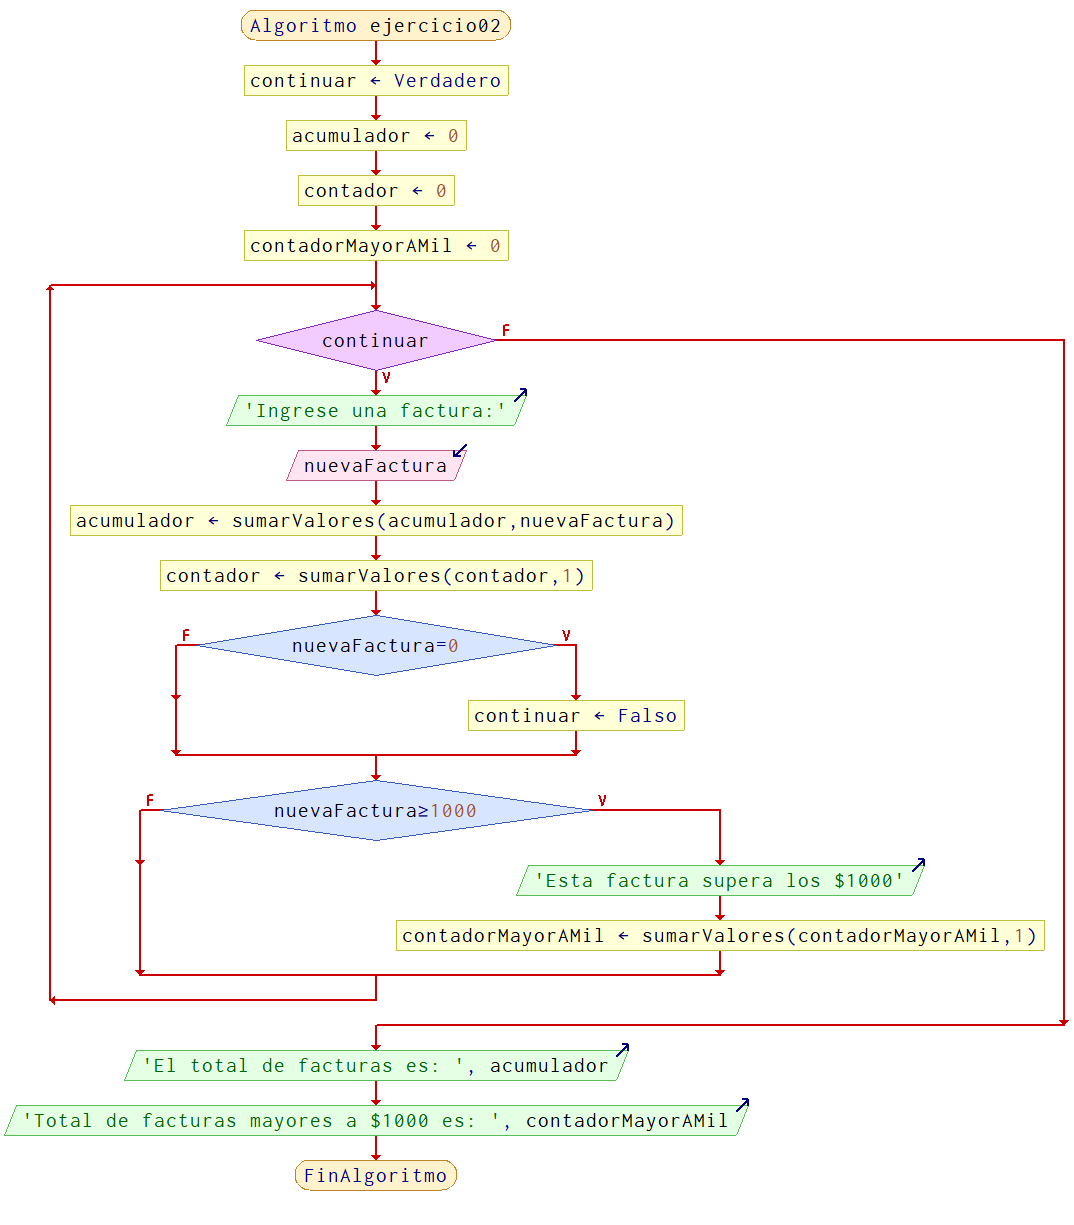 Algoritmo ejercicio02
continuar ← Verdadero
acumulador ← 0
contador ← 0
contadorMayorAMil ← 0
continuar
F
V
'Ingrese una factura:'
nuevaFactura
acumulador ← sumarValores(acumulador,nuevaFactura)
contador ← sumarValores(contador,1)
F
V
nuevaFactura=0
continuar ← Falso
F
V
nuevaFactura≥1000
'Esta factura supera los $1000'
contadorMayorAMil ← sumarValores(contadorMayorAMil,1)
'El total de facturas es: ', acumulador
'Total de facturas mayores a $1000 es: ', contadorMayorAMil
FinAlgoritmo